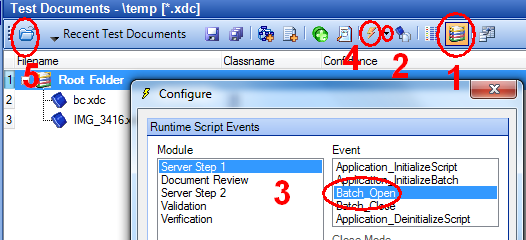 Test Documents - \temp [*.xdc]
Recent Test Documents
5
4
2
1
Filename Classname Confidence
1 Root Folder
2 bc.xdc
3 IMG_3416.x
Configure
Runtime Script Events
Module Event
Server Step 1 Application_InitializeScript
Document Review Application_InitializeBatch
Server Step 2 3 Batch_Open
Validation Batch_Close
Verification Application_DeinitializeScript
Close Mode